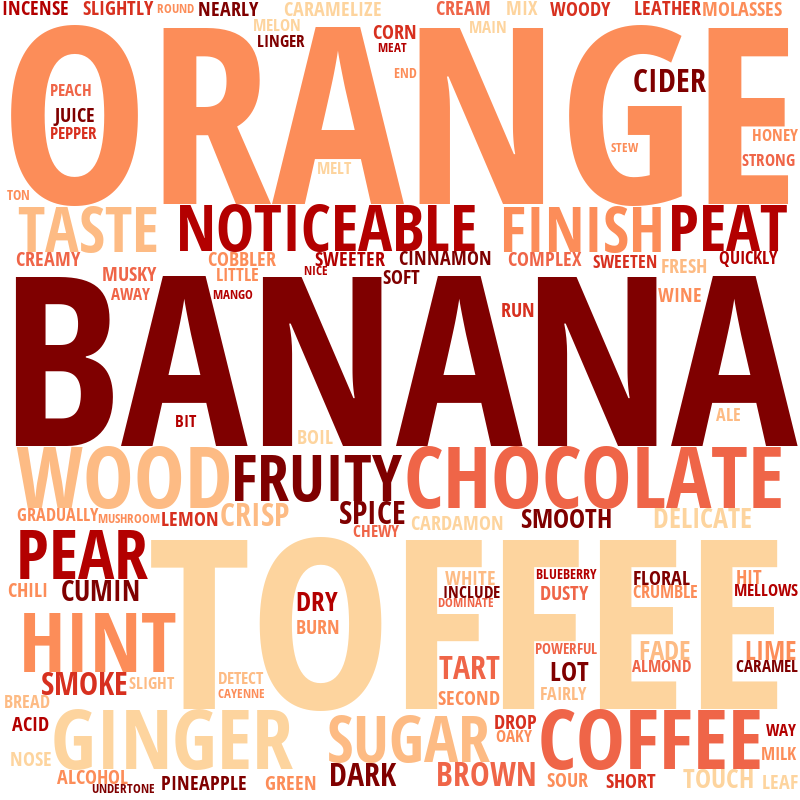 INCENSE SLIGHTLY ROUND NEARLY CARAMELIZE CREAM MIX WOODY LEATHER MOLASSES
MELON CORN MAIN
LINGER MEAT
END
ORANGE
CIDER
PEACH
JUICE
PEPPER
HONEY
STEW
STRONG
MELT
TON
TASTE NOTICEABLE FINISH PEAT
CREAMY COBBLER SWEETER CINNAMON COMPLEX SWEETEN FRESH QUICKLY
MUSKY LITTLE NICE SOFT
AWAY MANGO WINE
RUN
BANANA
BIT
ALE
BOIL
WOOD FRUITY CHOCOLATE
GRADUALLY MUSHROOM LEMON CRISP SPICE CARDAMON SMOOTH DELICATE
CHEWY
PEAR
TOFFEE
CHILI CUMIN
WHITE BLUEBERRY FLORAL HIT
INCLUDE DUSTY CRUMBLE MELLOWS
DOMINATE
DRY
BURN
HINT
POWERFUL FADE LIME
TART LOT ALMOND CARAMEL
SMOKE SLIGHT DETECT
CAYENNE SECOND FAIRLY
BREAD
ACID GINGER SUGAR DROP COFFEE WAY
OAKY
NOSE MILK
ALCOHOL UNDERTONE PINEAPPLE GREEN DARK BROWN SOUR SHORT TOUCH LEAF